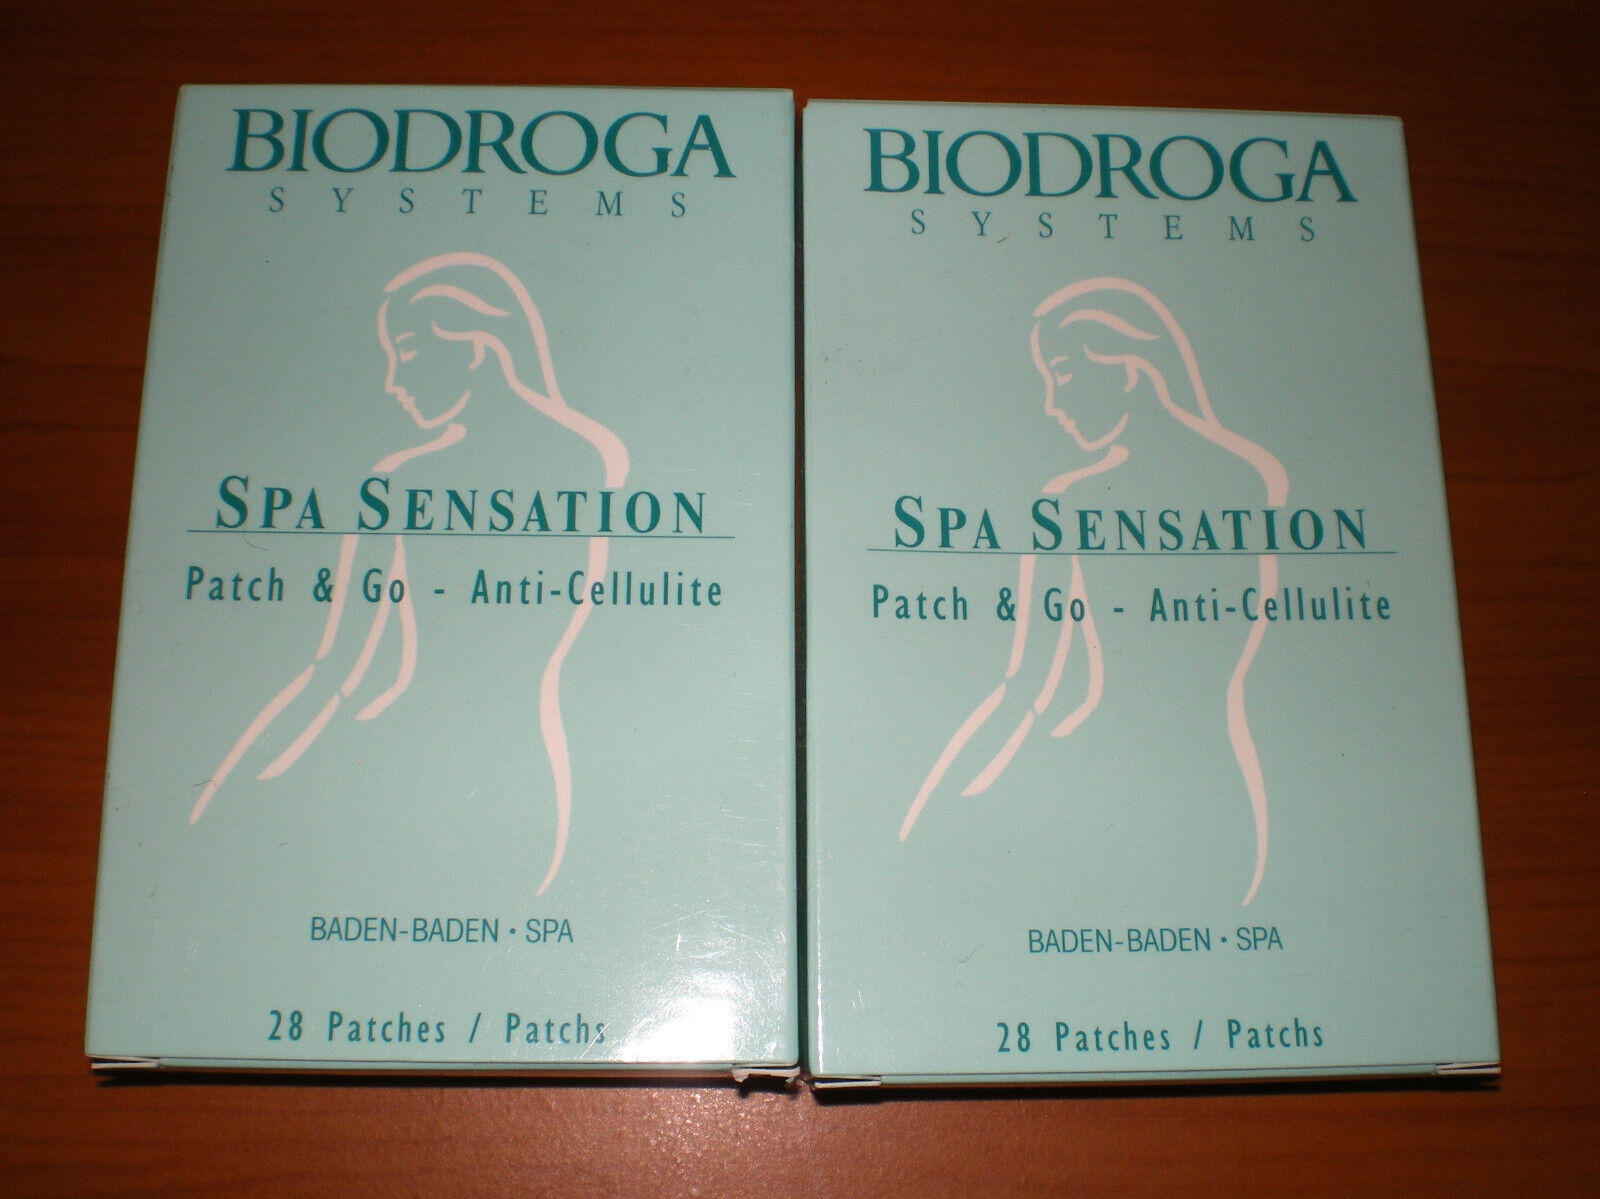 BIODROGA
SYSTEMS
SPA SENSATION
Patch & Go - Anti-Cellulite
BADEN-BADEN • SPA
28 Patches / Patchs
BIODROGA
SYSTEMS
SPA SENSATION
Patch & Go - Anti-Cellulite
BADEN-BADEN • SPA
28 Patches / Patchs